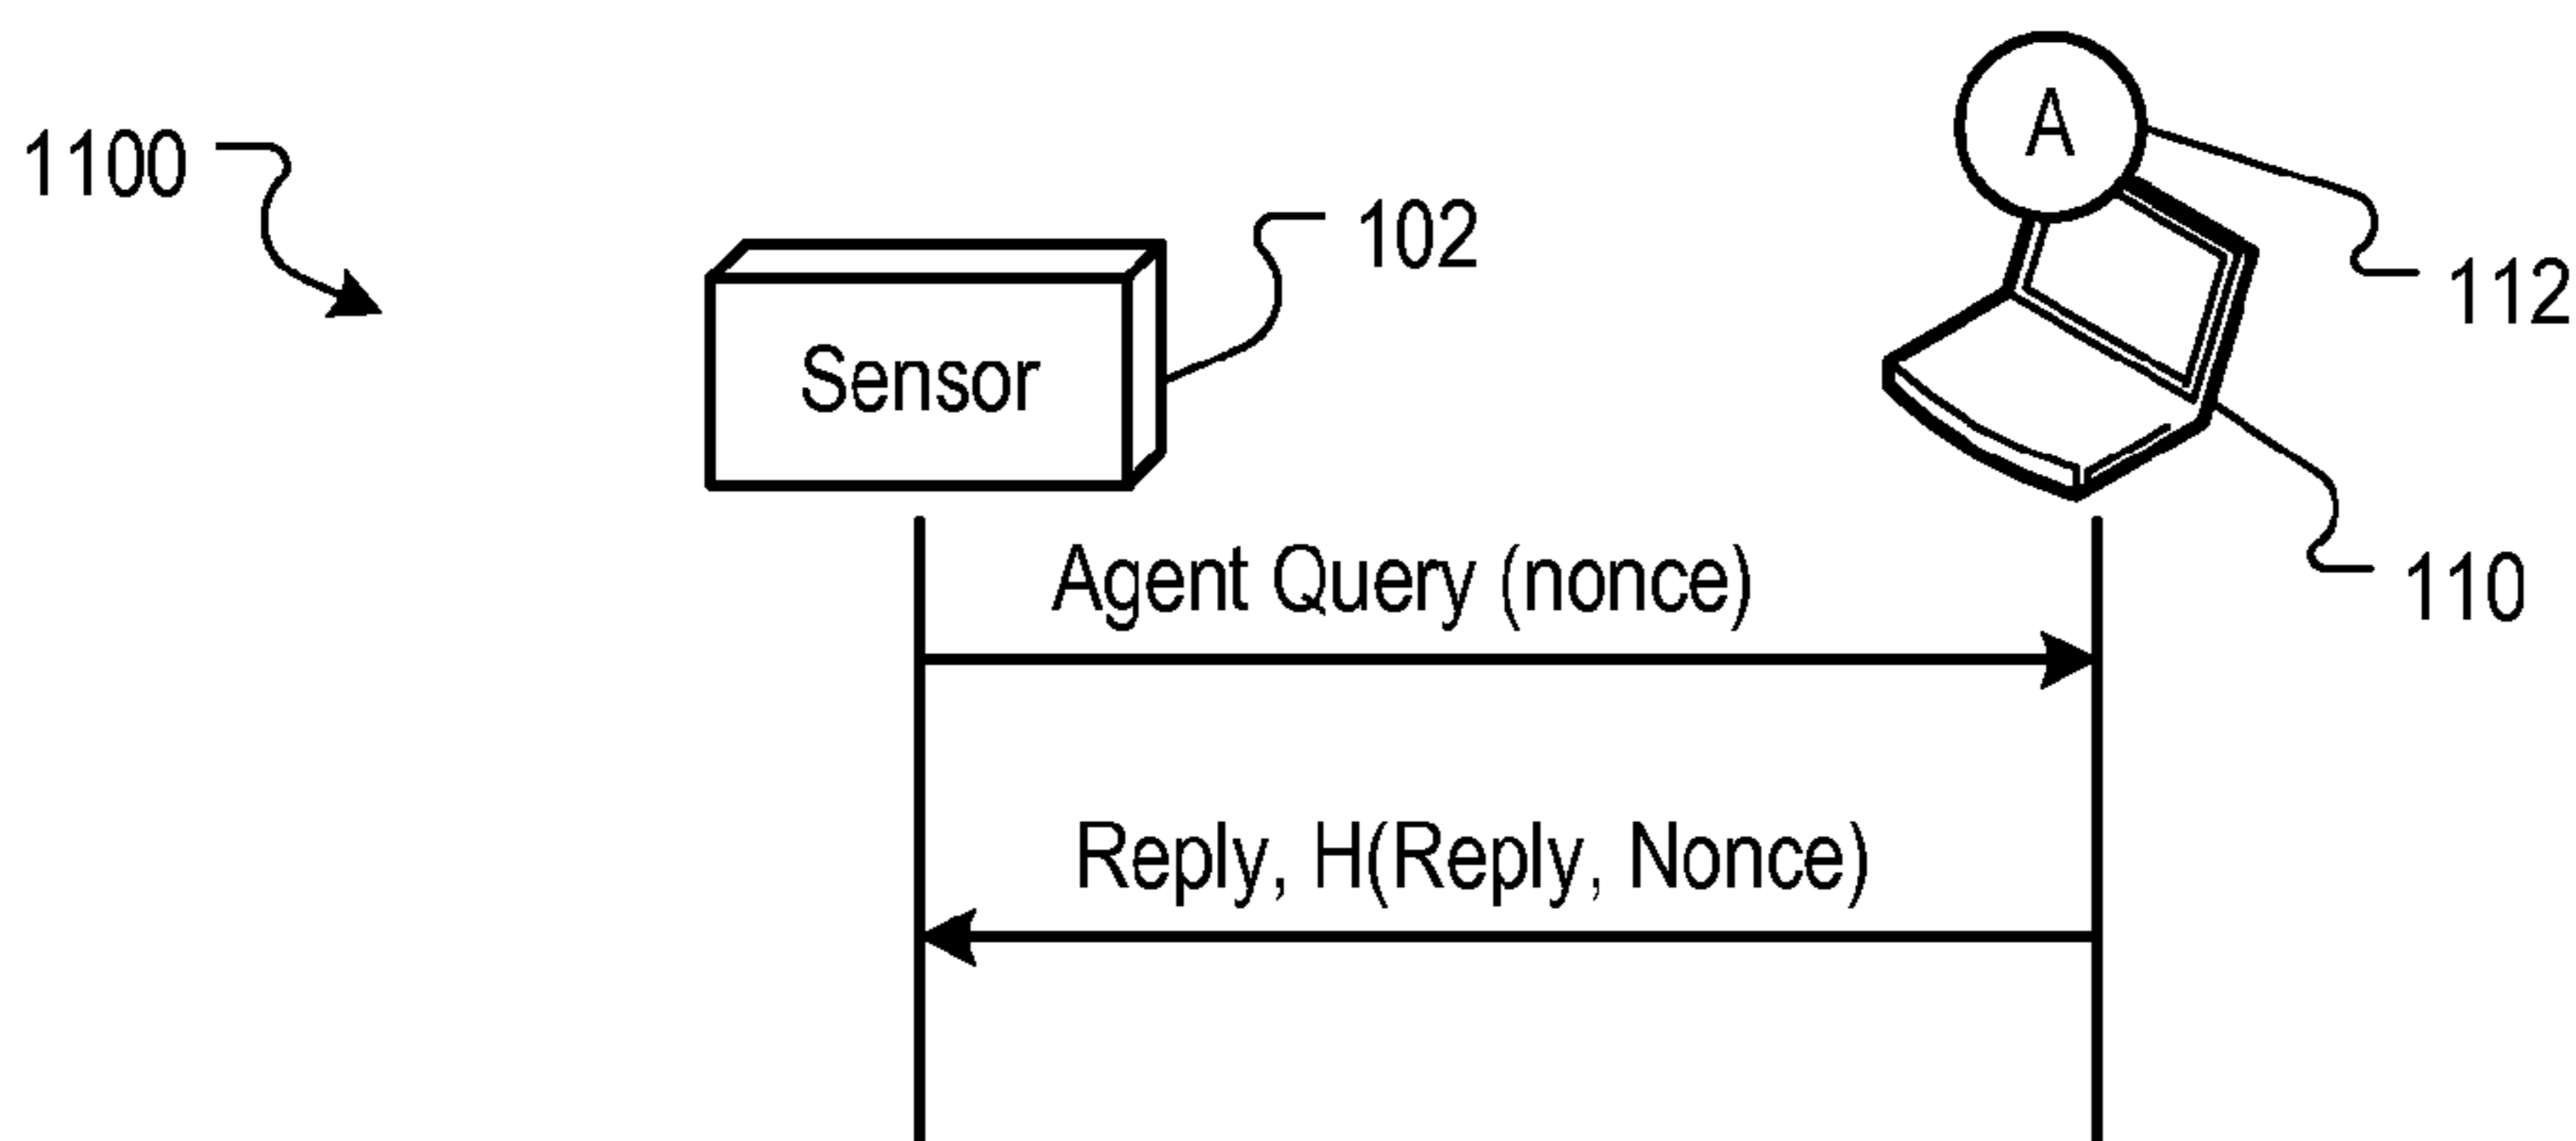 A
1100
102
112
Sensor
110
Agent Query (nonce)
Reply, H(Reply, Nonce)